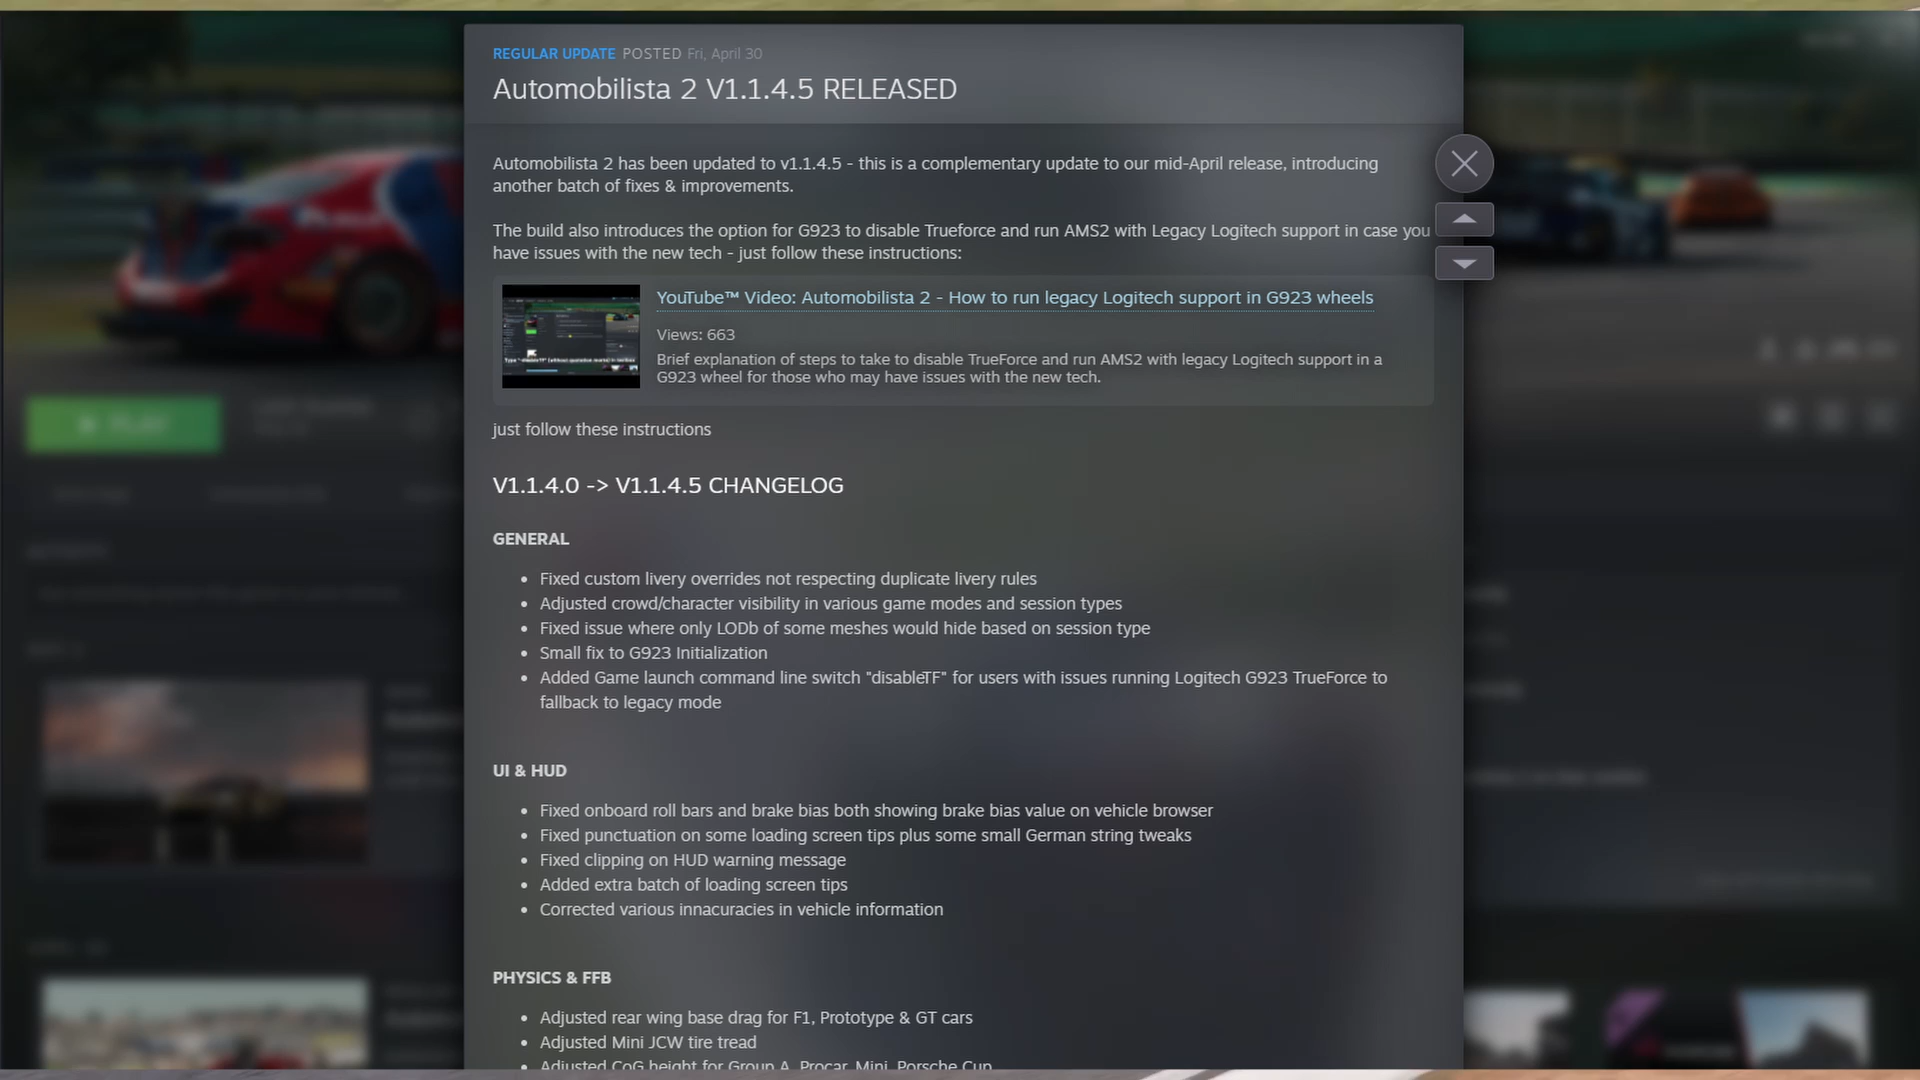 REGULAR UPDATE POSTED Fri, April 30
Automobilista 2 V1.1.4.5 RELEASED
Automobilista 2 has been updated to v1.1.4.5 - this is a complementary update to our mid-April release, introducing
another batch of fixes & improvements.
The build also introduces the option for G923 to disable Trueforce and run AMS2 with Legacy Logitech support in case you
have issues with the new tech - just follow these instructions:
YouTube™ Video: Automobilista 2 - How to run legacy Logitech support in G923 wheels
Views: 663
Brief explanation of steps to take to disable TrueForce and run AMS2 with legacy Logitech support in a
G923 wheel for those who may have issues with the new tech.
just follow these instructions
V1.1.4.0 -> V1.1.4.5 CHANGELOG
GENERAL
• Fixed custom livery overrides not respecting duplicate livery rules
• Adjusted crowd/character visibility in various game modes and session types
• Fixed issue where only LODb of some meshes would hide based on session type
• Small fix to G923 Initialization
• Added Game launch command line switch "disableTF" for users with issues running Logitech G923 TrueForce to
fallback to legacy mode
UI & HUD
• Fixed onboard roll bars and brake bias both showing brake bias value on vehicle browser
• Fixed punctuation on some loading screen tips plus some small German string tweaks
• Fixed clipping on HUD warning message
• Added extra batch of loading screen tips
• Corrected various innacuracies in vehicle information
PHYSICS & FFB
• Adjusted rear wing base drag for F1, Prototype & GT cars
• Adjusted Mini JCW tire tread
• Adjusted CoG height for Group A, Procar, Mini, Porsche Cup
PLAY